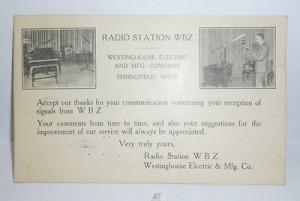 RADIO STATION WBZ
WESTINGHOUSE ELECTRIC
AND MFG. COMPANY
SPRINGFIELD, MASS.
Accept our thanks for your communication concerning your reception of
signals from W B Z
Your comments from time to time, and also your suggestions for the
improvement of our service will always be appreciated.
Very truly yours,
Radio Station W B Z
Westinghouse Electric & Mfg. Co.